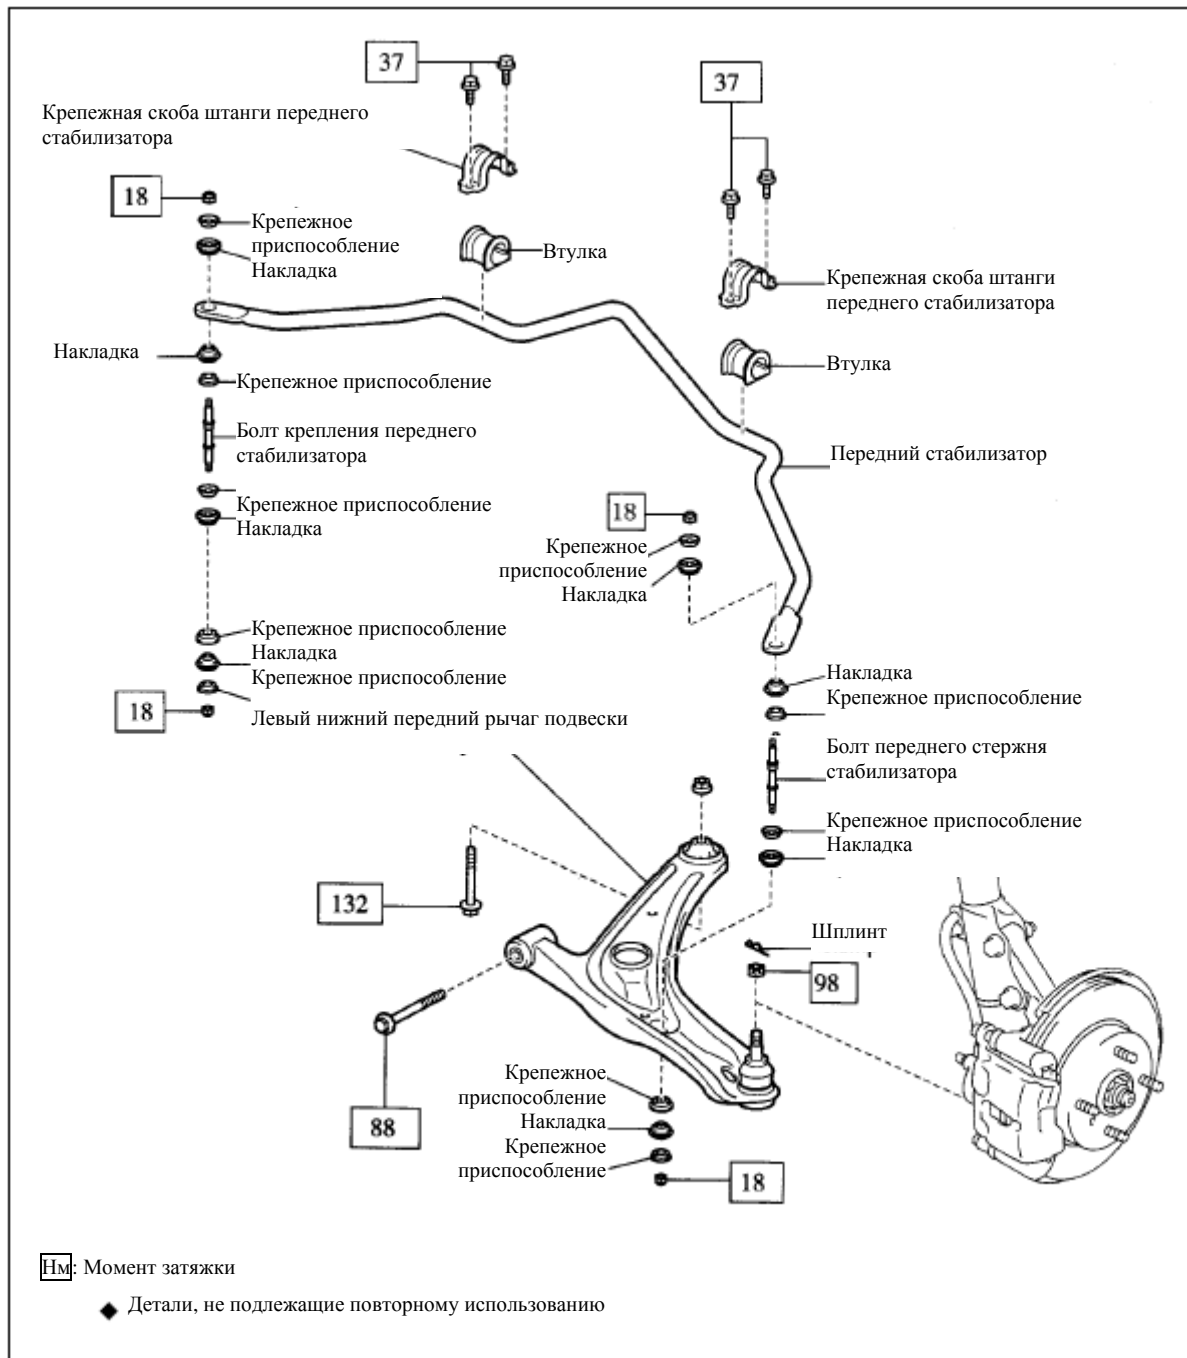 37
37
Крепежная скоба штанги переднего
стабилизатора
18
Крепежное
приспособление
Накладка
Втулка
Крепежная скоба штанги
переднего стабилизатора
Накладка
Крепежное приспособление
Втулка
Болт крепления переднего
стабилизатора
Передний стабилизатор
Крепежное приспособление
Накладка
18
Крепежное
приспособление
Накладка
Крепежное приспособление
Накладка
Крепежное приспособление
18
Левый нижний передний рычаг подвески
Накладка
Крепежное приспособление
Болт переднего стержня
стабилизатора
Крепежное приспособление
Накладка
132
Шплинт
98
88
Крепежное
приспособление
Накладка
Крепежное
приспособление
18
Нм: Момент затяжки
◆ Детали, не подлежащие повторному использованию